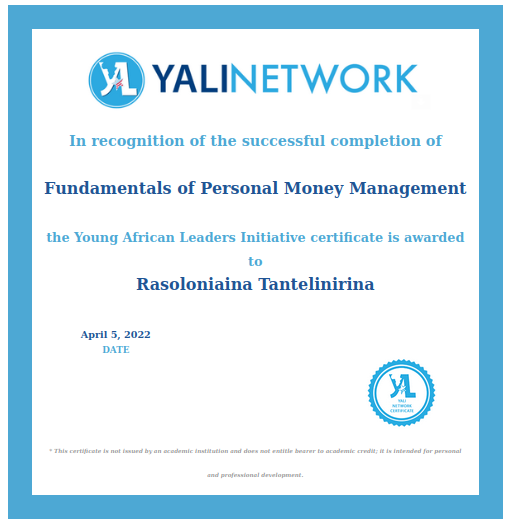 YALINETWORK
In recognition of the successful completion of
Fundamentals of Personal Money Management
the Young African Leaders Initiative certificate is awarded
to
Rasoloniaina Tantelinirina
April 5, 2022
DATE
YALI
NETWORK
CERTIFICATE
* This certificate is not issued by an academic institution and does not entitle bearer to academic credit; it is intended for personal
and professional development.